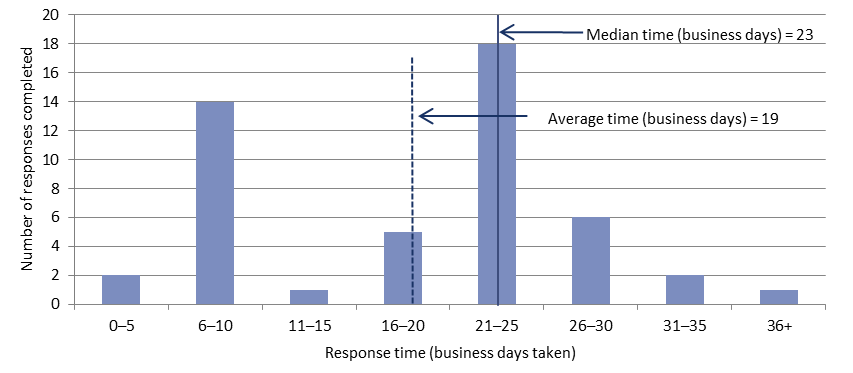 20
18
16
14
12
10
8
6
4
2
0
Number of responses completed
Median time (business days) = 23
Average time (business days) = 19
0–5 6–10 11–15 16–20 21–25 26–30 31–35 36+
Response time (business days taken)